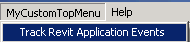 MyCustomTopMenu Help
Track Revit Application Events